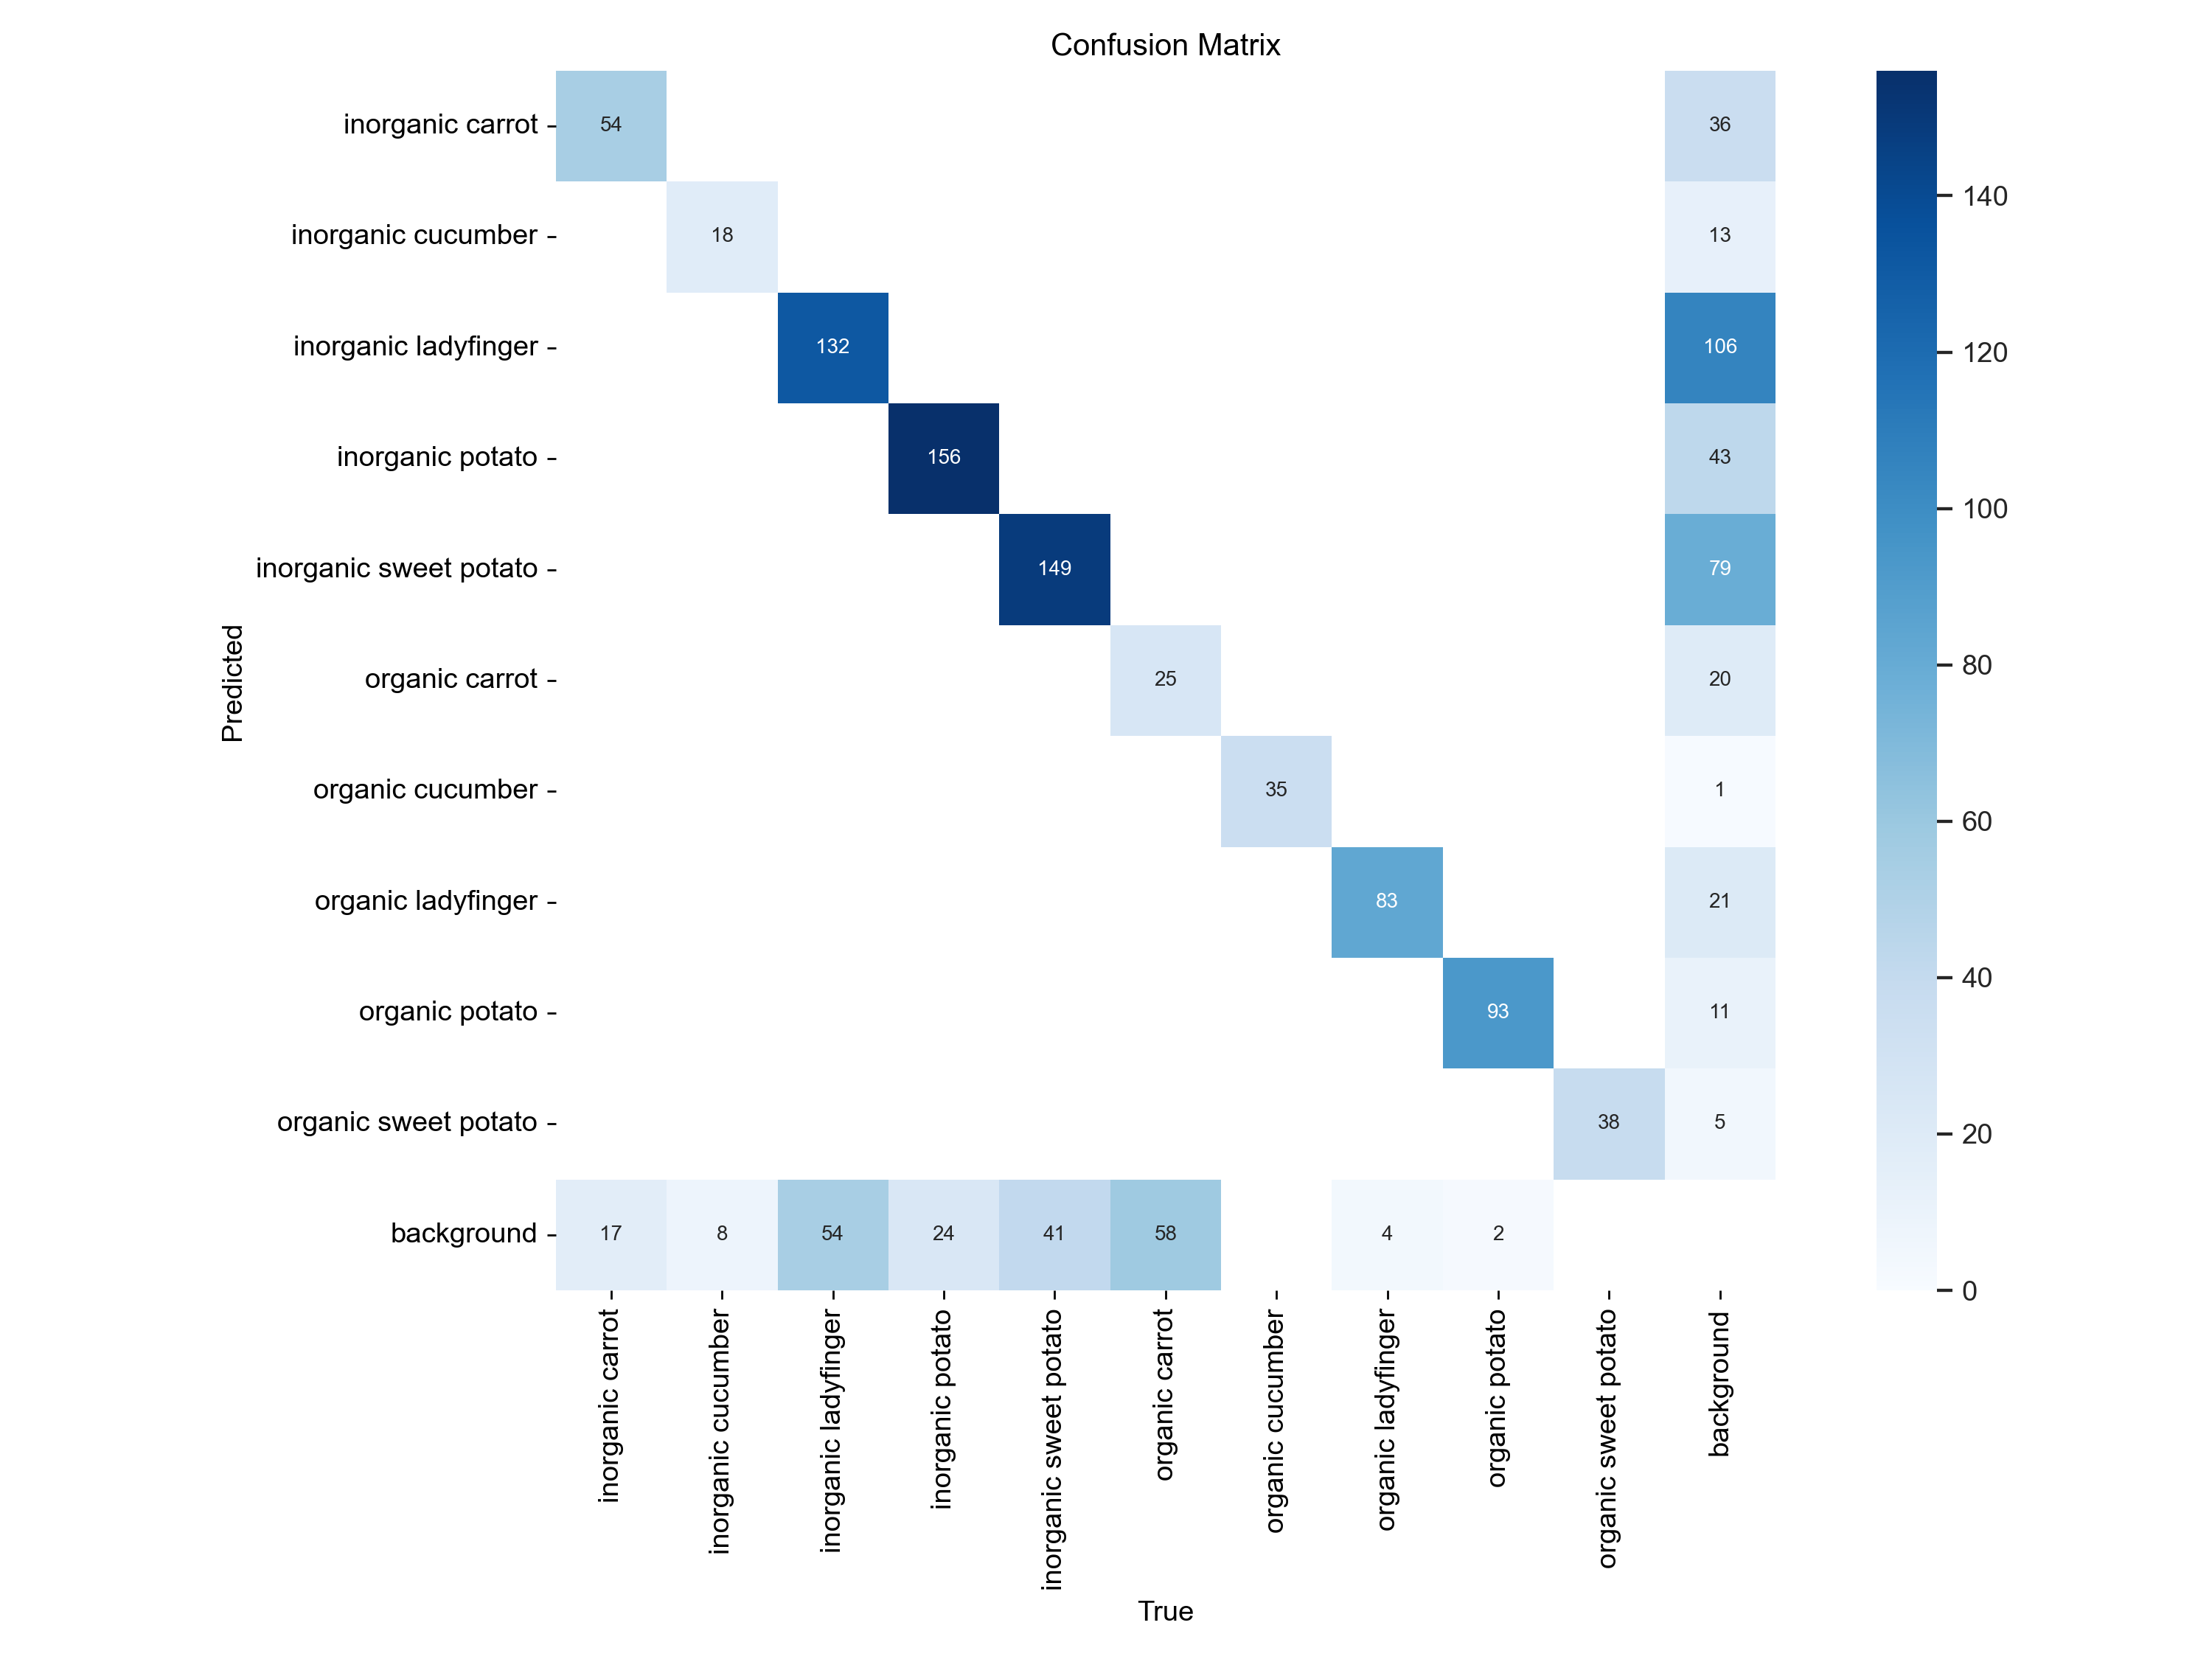 Confusion Matrix
inorganic carrot
54
36
inorganic cucumber
18
13
inorganic ladyfinger
132
106
inorganic potato
156
43
inorganic sweet potato
149
79
organic carrot
25
20
organic cucumber
35
1
organic ladyfinger
83
21
organic potato
93
11
organic sweet potato
38
5
background
17
8
54
24
41
58
4
2
Predicted
inorganic carrot
inorganic cucumber
inorganic ladyfinger
inorganic potato
inorganic sweet potato
organic carrot
organic cucumber
organic ladyfinger
organic potato
organic sweet potato
background
True
140
120
100
80
60
40
20
0